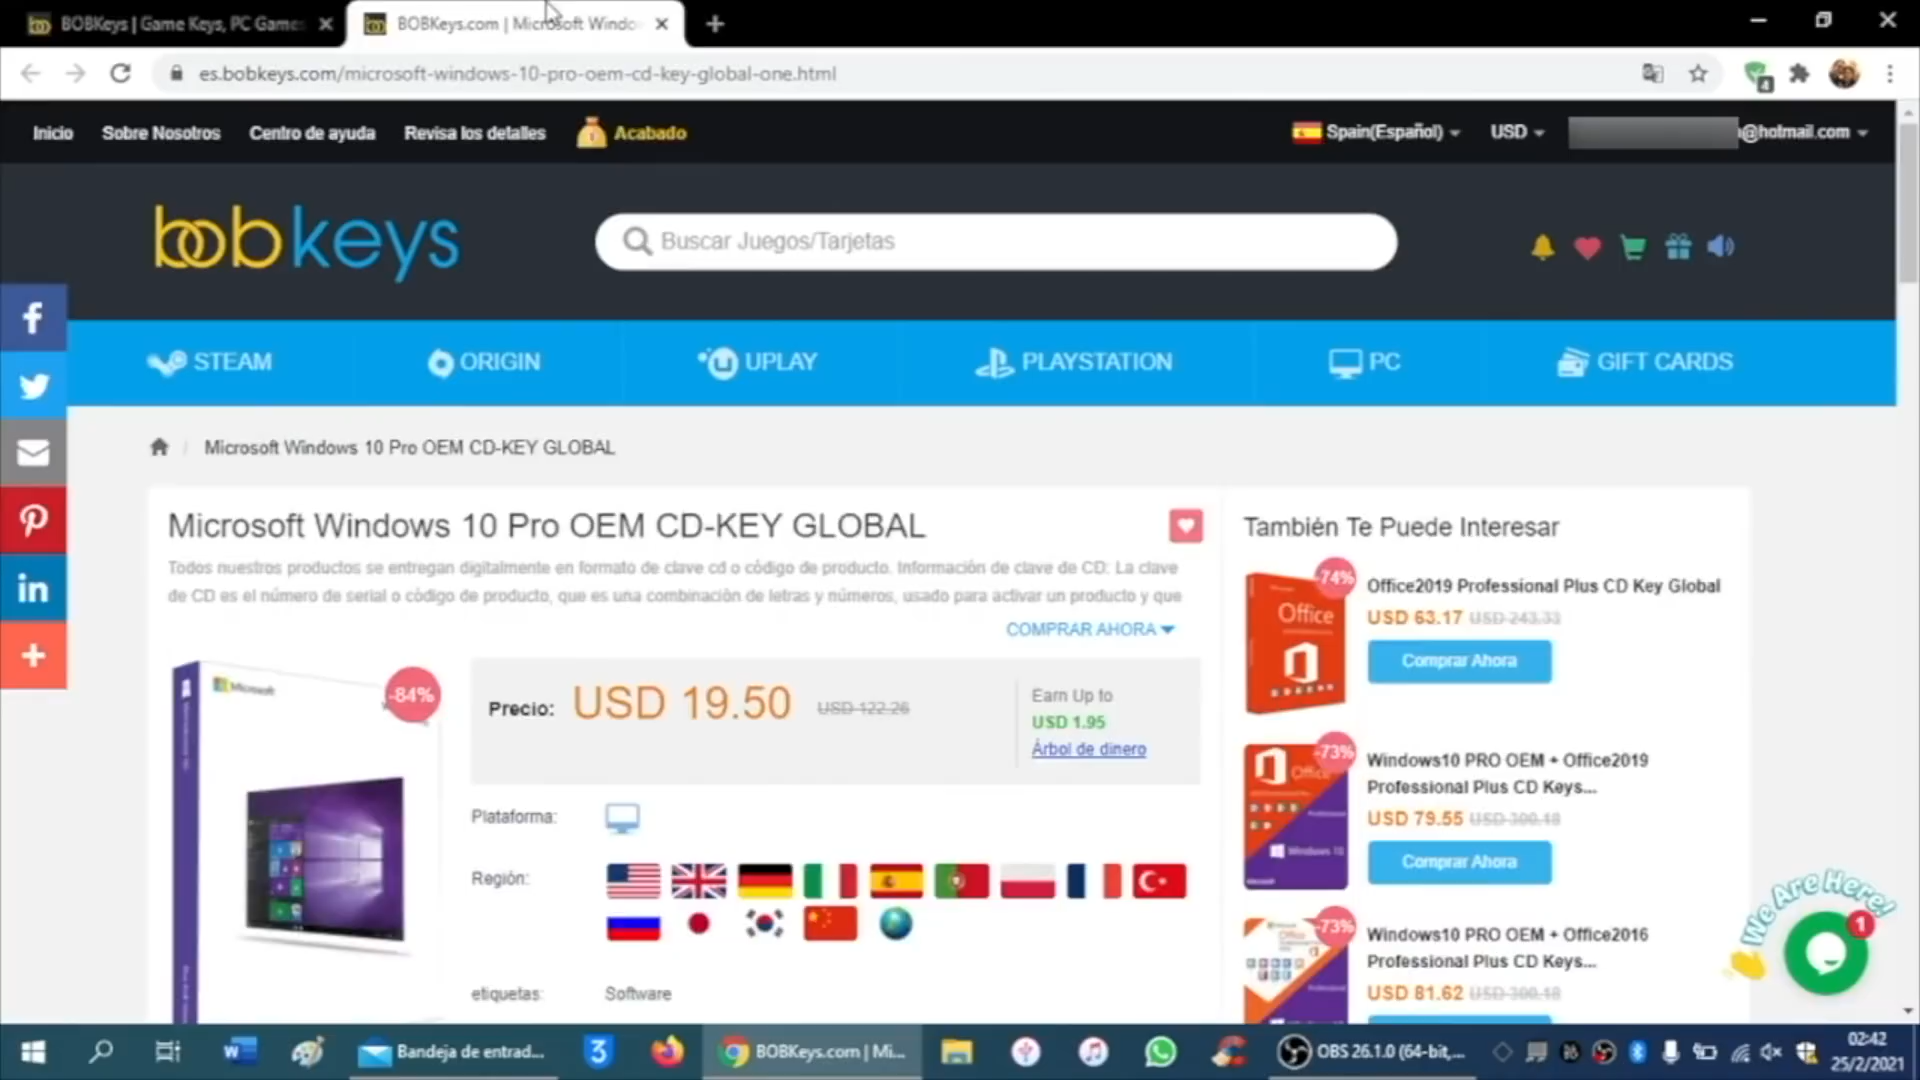 BOBKeys | Game Keys, PC Games
BOBKeys.com | Microsoft Windo
es.bobkeys.com/microsoft-windows-10-pro-oem-cd-key-global-one.html
4
Inicio
Sobre Nosotros
Centro de ayuda
Revisa los detalles
Acabado
Spain(Español)
USD
@hotmail.com
bobkeys
Buscar Juegos/Tarjetas
STEAM
ORIGIN
UPLAY
PLAYSTATION
PC
GIFT CARDS
/ Microsoft Windows 10 Pro OEM CD-KEY GLOBAL
Microsoft Windows 10 Pro OEM CD-KEY GLOBAL
Todos nuestros productos se entregan digitalmente en formato de clave cd o código de producto. Información de clave de CD: La clave
de CD es el número de serial o código de producto, que es una combinación de letras y números, usado para activar un producto y que
COMPRAR AHORA
Microsoft
-84%
Precio: USD 19.50 USD 122.26
Earn Up to
USD 1.95
Árbol de dinero
Plataforma:
Región:
etiquetas: Software
También Te Puede Interesar
Office
-74%
Office2019 Professional Plus CD Key Global
USD 63.17 USD 243.33
Comprar Ahora
Office
-73%
Windows 10
Windows10 PRO OEM + Office2019
Professional Plus CD Keys...
USD 79.55 USD 300.18
Comprar Ahora
-73%
Windows10 PRO OEM + Office2016
Professional Plus CD Keys...
USD 81.62 USD 300.18
We Are Here!
1
Bandeja de entrad...
BOBKeys.com | Mi...
OBS 26.1.0 (64-bit,...
02:42
25/2/2021